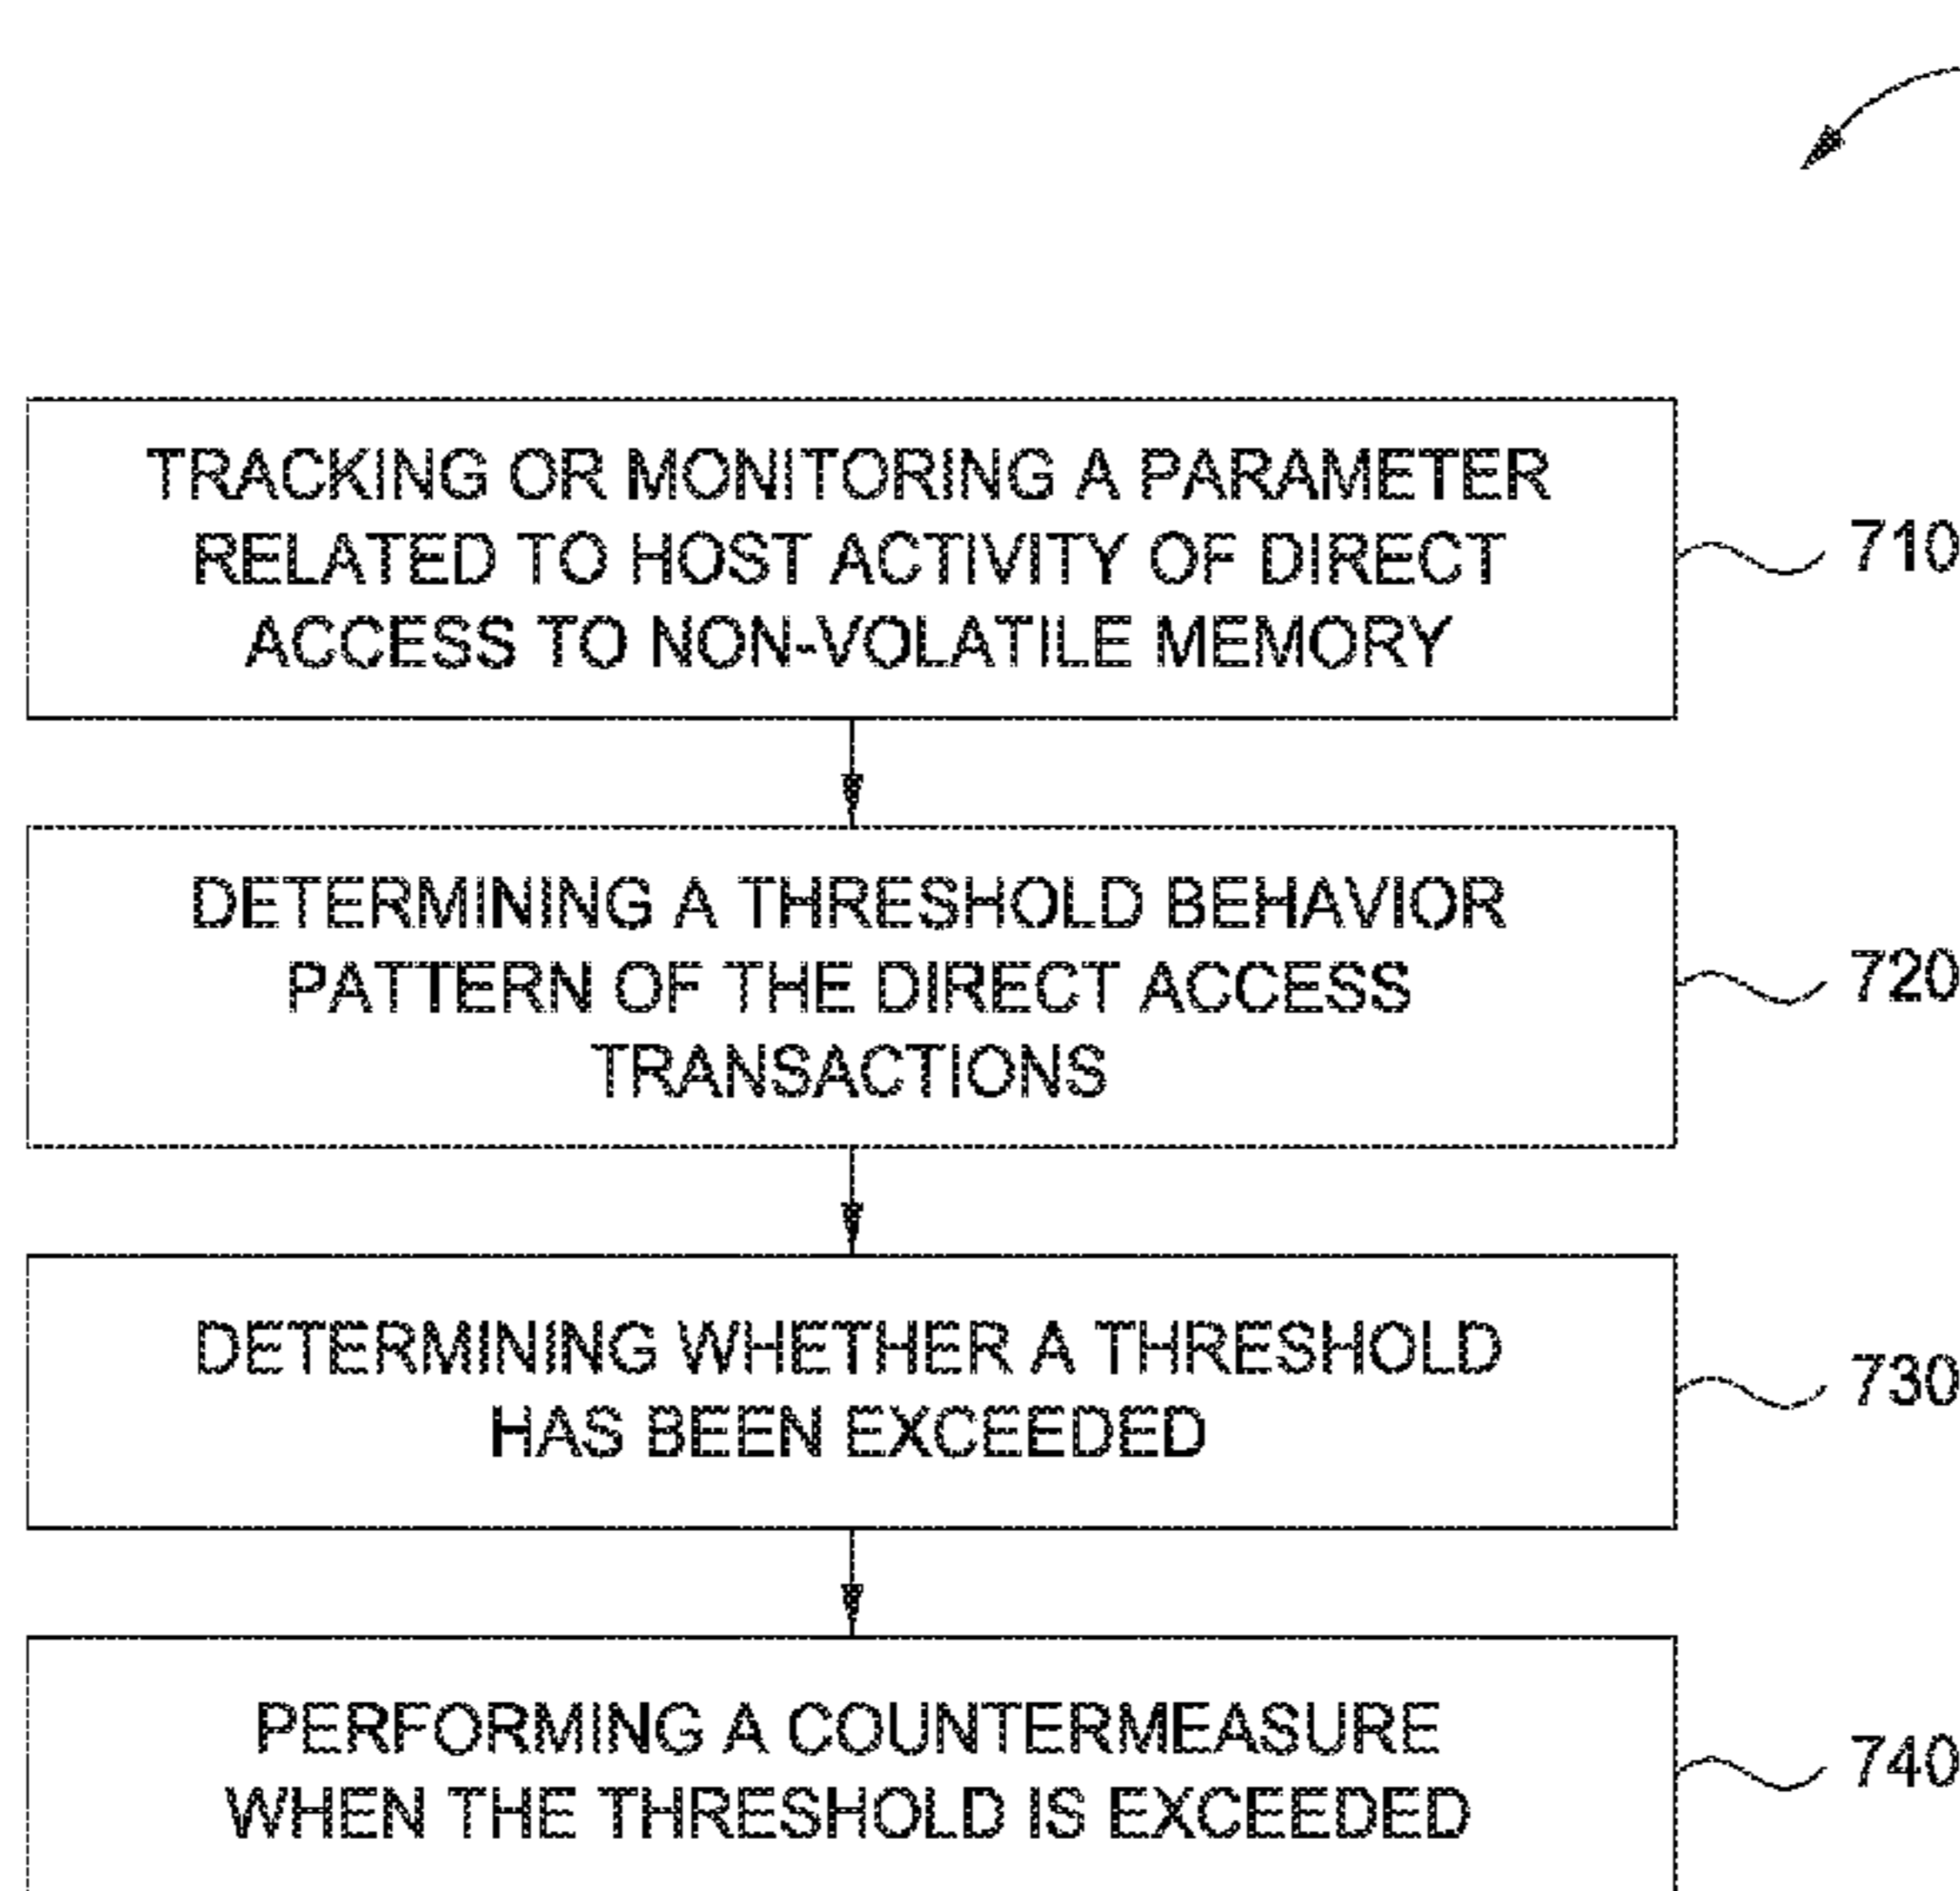 TRACKING OR MONITORING A PARAMETER
RELATED TO HOST ACTIVITY OF DIRECT
ACCESS TO NON-VOLATILE MEMORY
710
DETERMINING A THRESHOLD BEHAVIOR
PATTERN OF THE DIRECT ACCESS
TRANSACTIONS
720
DETERMINING WHETHER A THRESHOLD
HAS BEEN EXCEEDED
730
PERFORMING A COUNTERMEASURE
WHEN THE THRESHOLD IS EXCEEDED
740